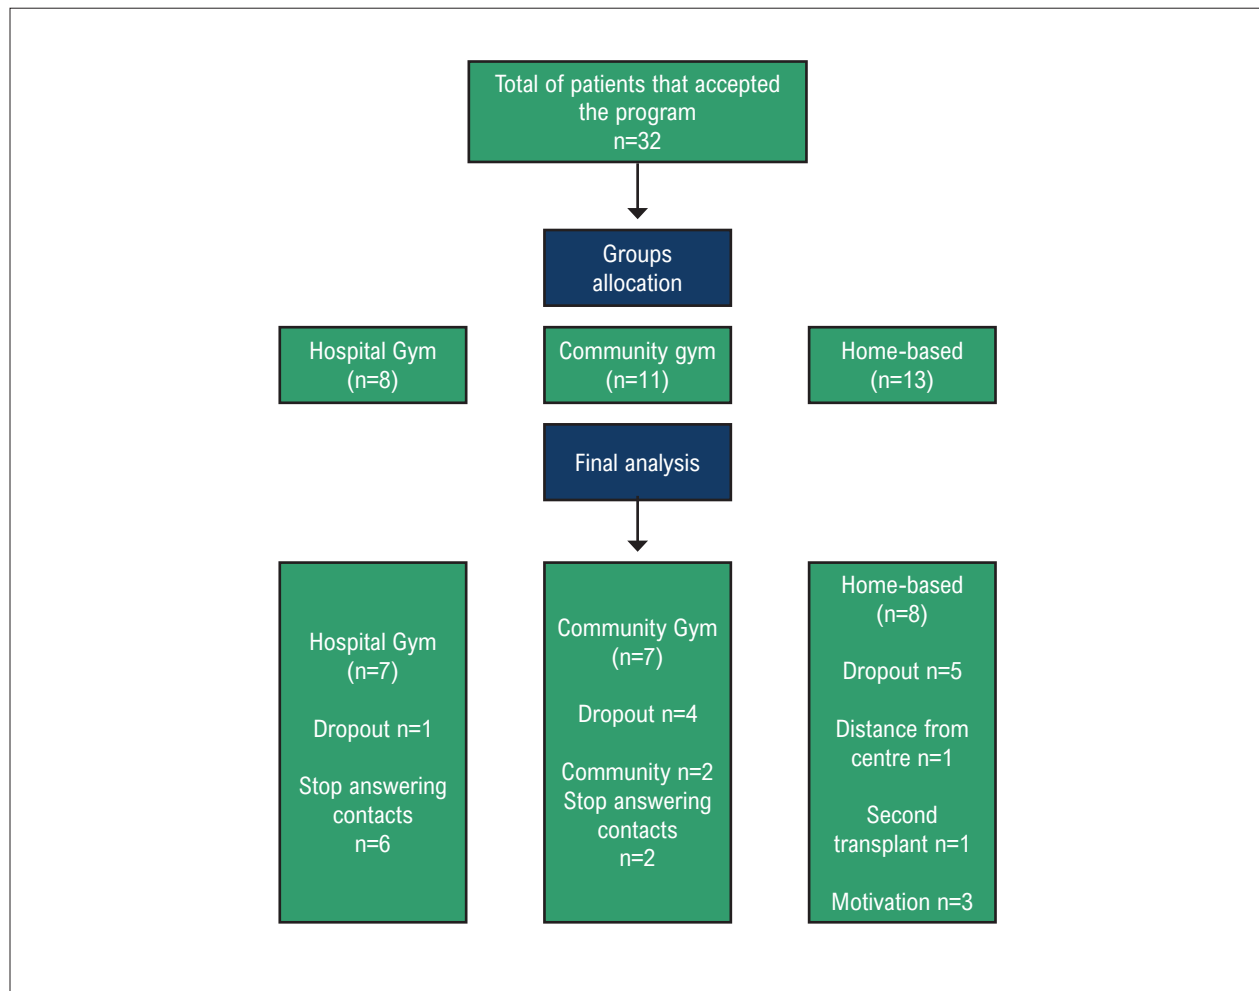 Total of patients that accepted
the program
n=32
Groups
allocation
Hospital Gym
(n=8)
Community gym
(n=11)
Home-based
(n=13)
Final analysis
Hospital Gym
(n=7)
Dropout n=1
Stop answering
contacts
n=6
Community Gym
(n=7)
Dropout n=4
Community n=2
Stop answering
contacts
n=2
Home-based
(n=8)
Dropout n=5
Distance from
centre n=1
Second
transplant n=1
Motivation n=3